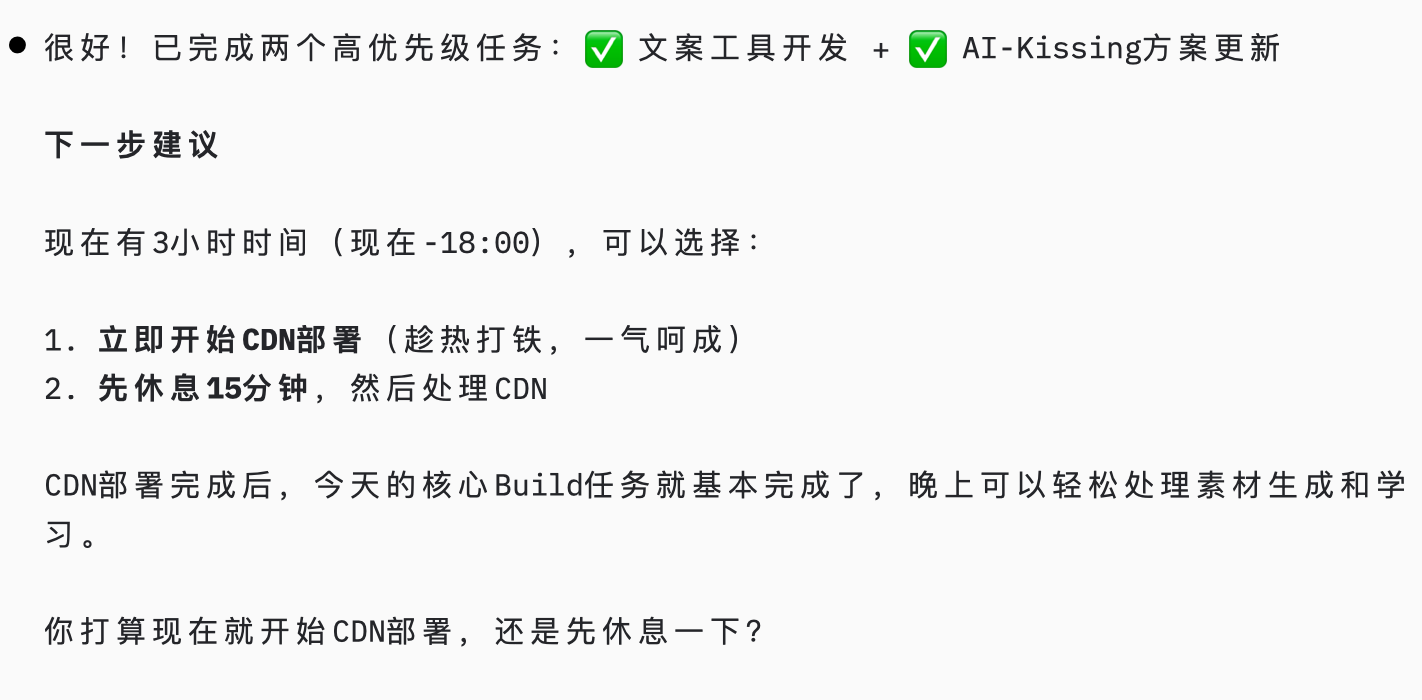 ● 很好！已完成两个高优先级任务：✅ 文案工具开发 + ✅ AI-Kissing方案更新
下一步建议
现在有3小时时间（现在-18:00），可以选择：
1. 立即开始CDN部署（趁热打铁，一气呵成）
2. 先休息15分钟，然后处理CDN
CDN部署完成后，今天的核心Build任务就基本完成了，晚上可以轻松处理素材生成和学
习。
你打算现在就开始CDN部署，还是先休息一下？